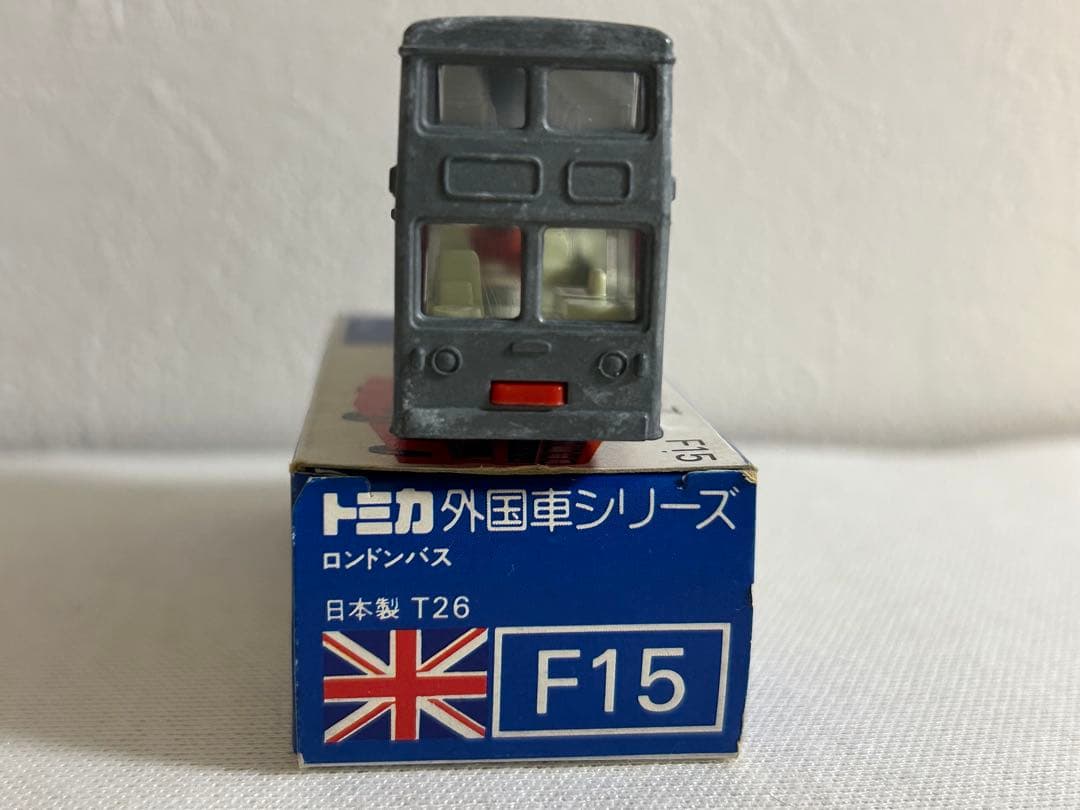 F15
トミカ外国車シリーズ
ロンドンバス
日本製 T26
F15